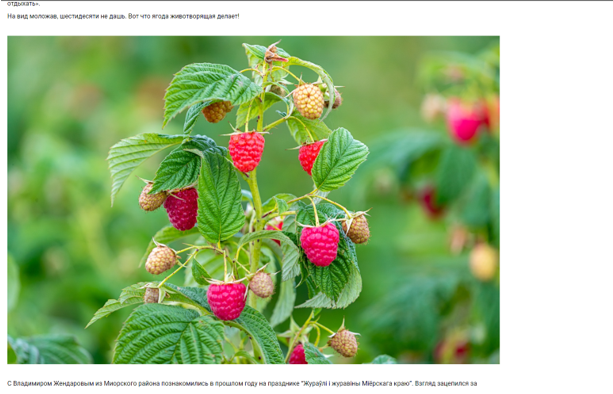 отдыхать».
На вид моложав, шестидесяти не дашь. Вот что ягода животворящая делает!
С Владимиром Жендаровым из Миорского района познакомились в прошлом году на празднике "Жураўлі і журавіны Міёрскага краю". Взгляд зацепился за